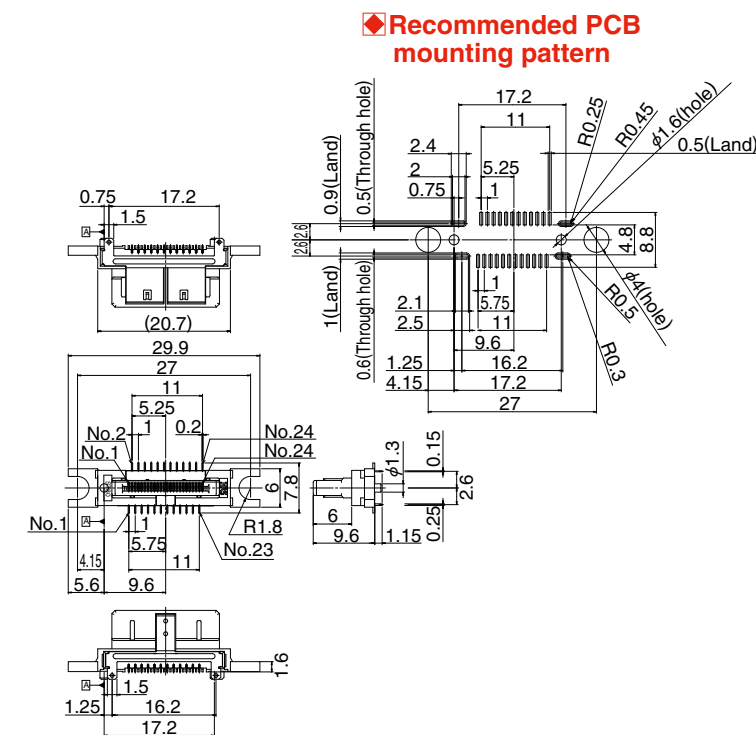 Recommended PCB
mounting pattern
17.2
11
2.4
2
5.25
0.75
1
0.9(Land)
0.5(Through hole)
R0.25
R0.45
φ1.6(hole)
0.5(Land)
2.6
2.6
4.8
8.8
1(Land)
0.6(Through hole)
1
2.1
5.75
2.5
11
9.6
1.25
16.2
4.15
17.2
27
φ4(hole)
R0.5
R0.3
0.75
17.2
1.5
A
(20.7)
29.9
27
11
5.25
No.2
1
0.2
No.24
No.1
No.24
6
7.8
No.1
A
1
R1.8
5.75
No.23
4.15
11
5.6
9.6
φ1.3
0.15
2.6
6
0.25
9.6
1.15
1.6
A
1.5
1.25
16.2
17.2